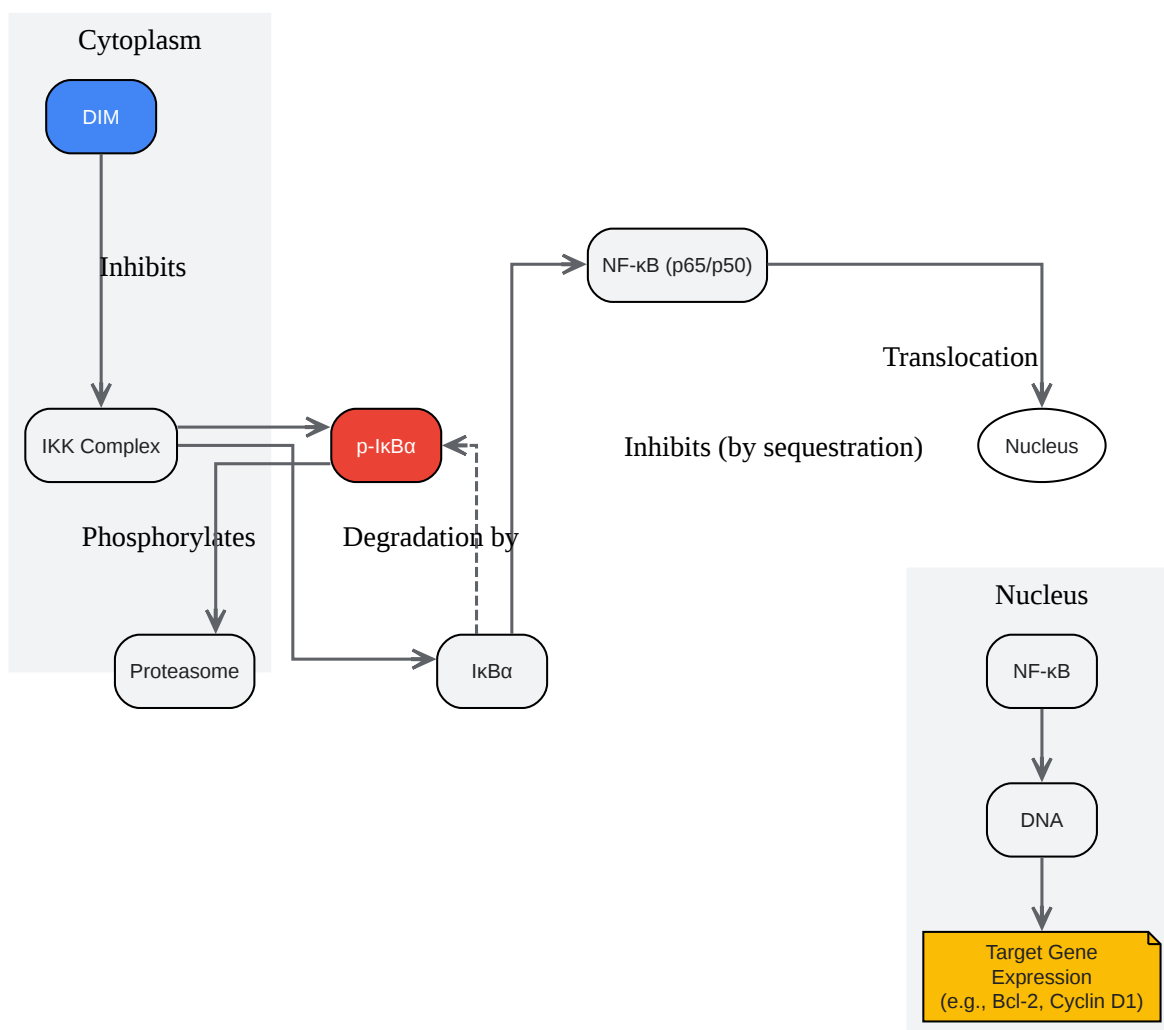 Cytoplasm
DIM
Inhibits
NF-κB (p65/p50)
Translocation
IKK Complex
p-IκBα
Inhibits (by sequestration)
Nucleus
Phosphorylates
Degradation by
Proteasome
IκBα
Nucleus
NF-κB
DNA
Target Gene
Expression
(e.g., Bcl-2, Cyclin D1)